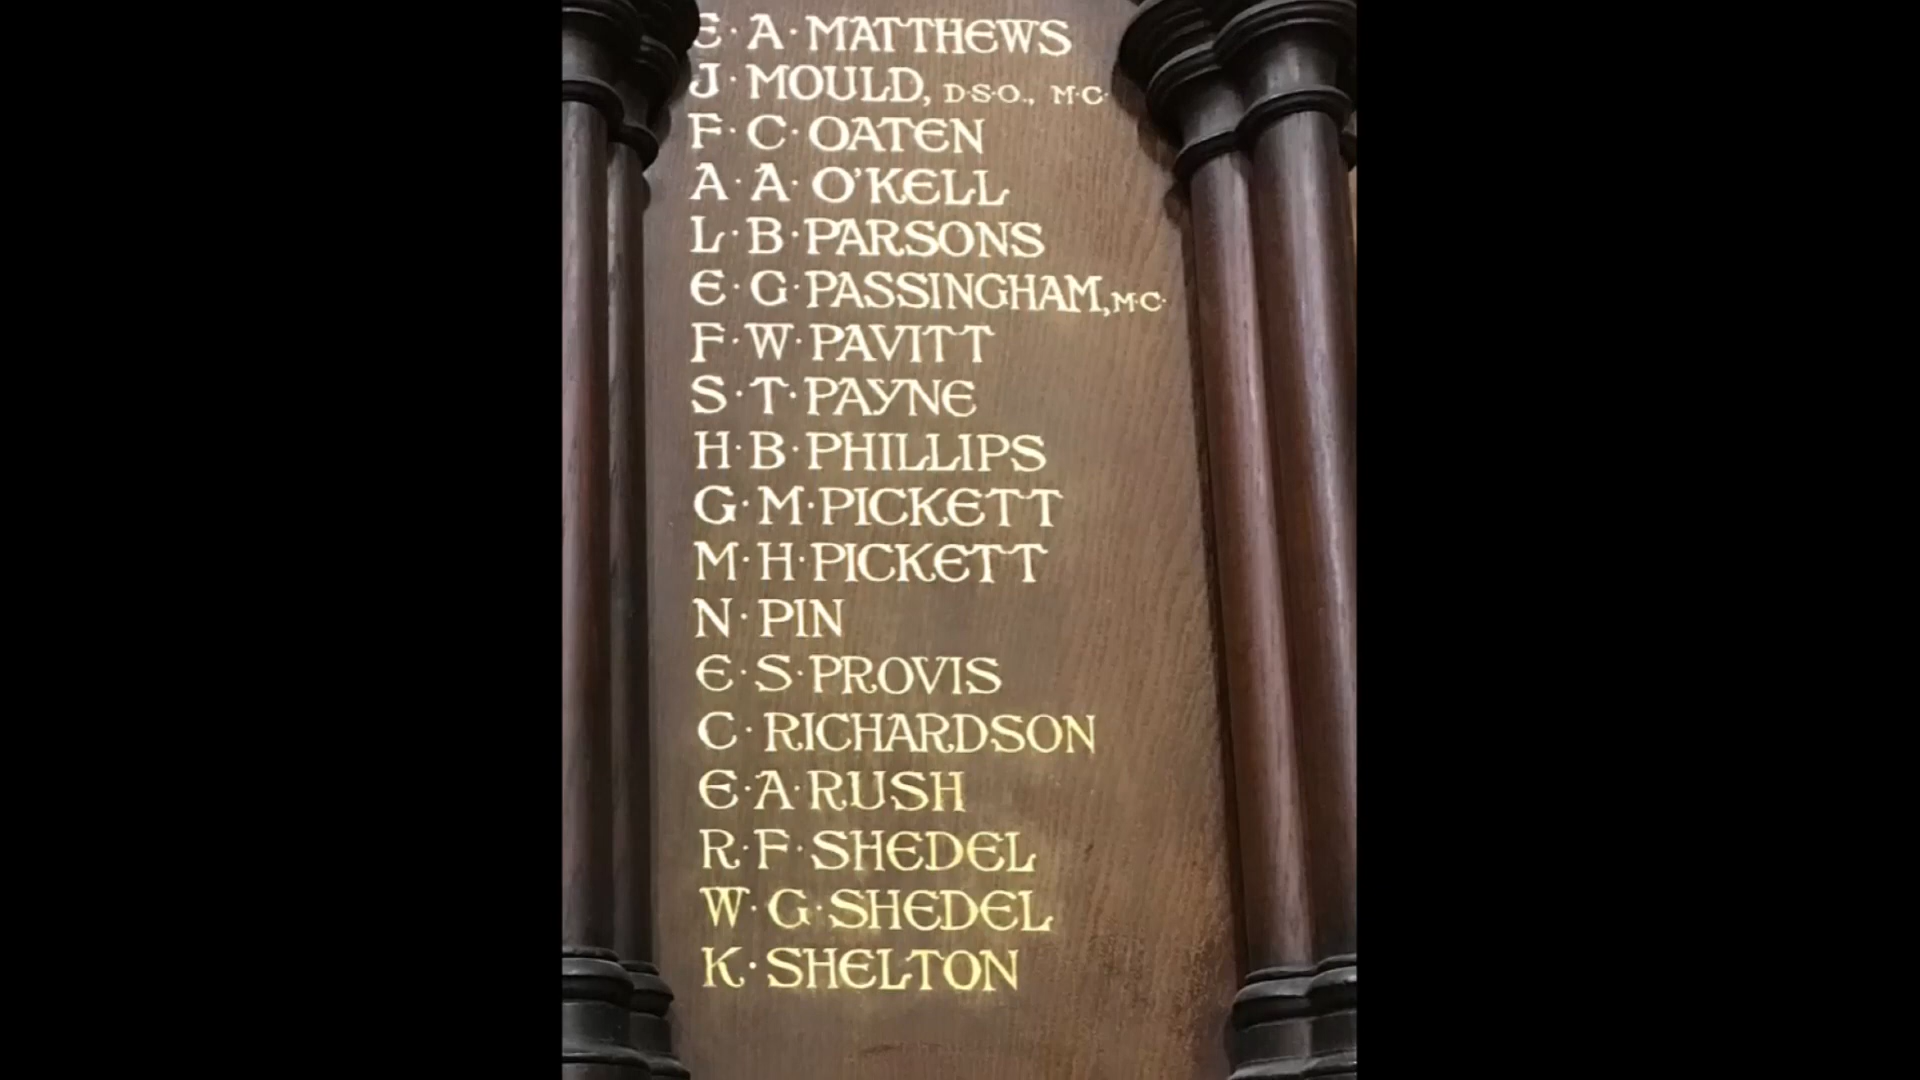 E·A·MATTHEWS
J·MOULD, D·S·O., M·C·
F·C·OATEN
A·A·O'KELL
L·B·PARSONS
E·G·PASSINGHAM, M·C·
F·W·PAVITT
S·T·PAYNE
H·B·PHILLIPS
G·M·PICKETT
M·H·PICKETT
N·PIN
E·S·PROVIS
C·RICHARDSON
E·A·RUSH
R·F·SHEDEL
W·G·SHEDEL
K·SHELTON